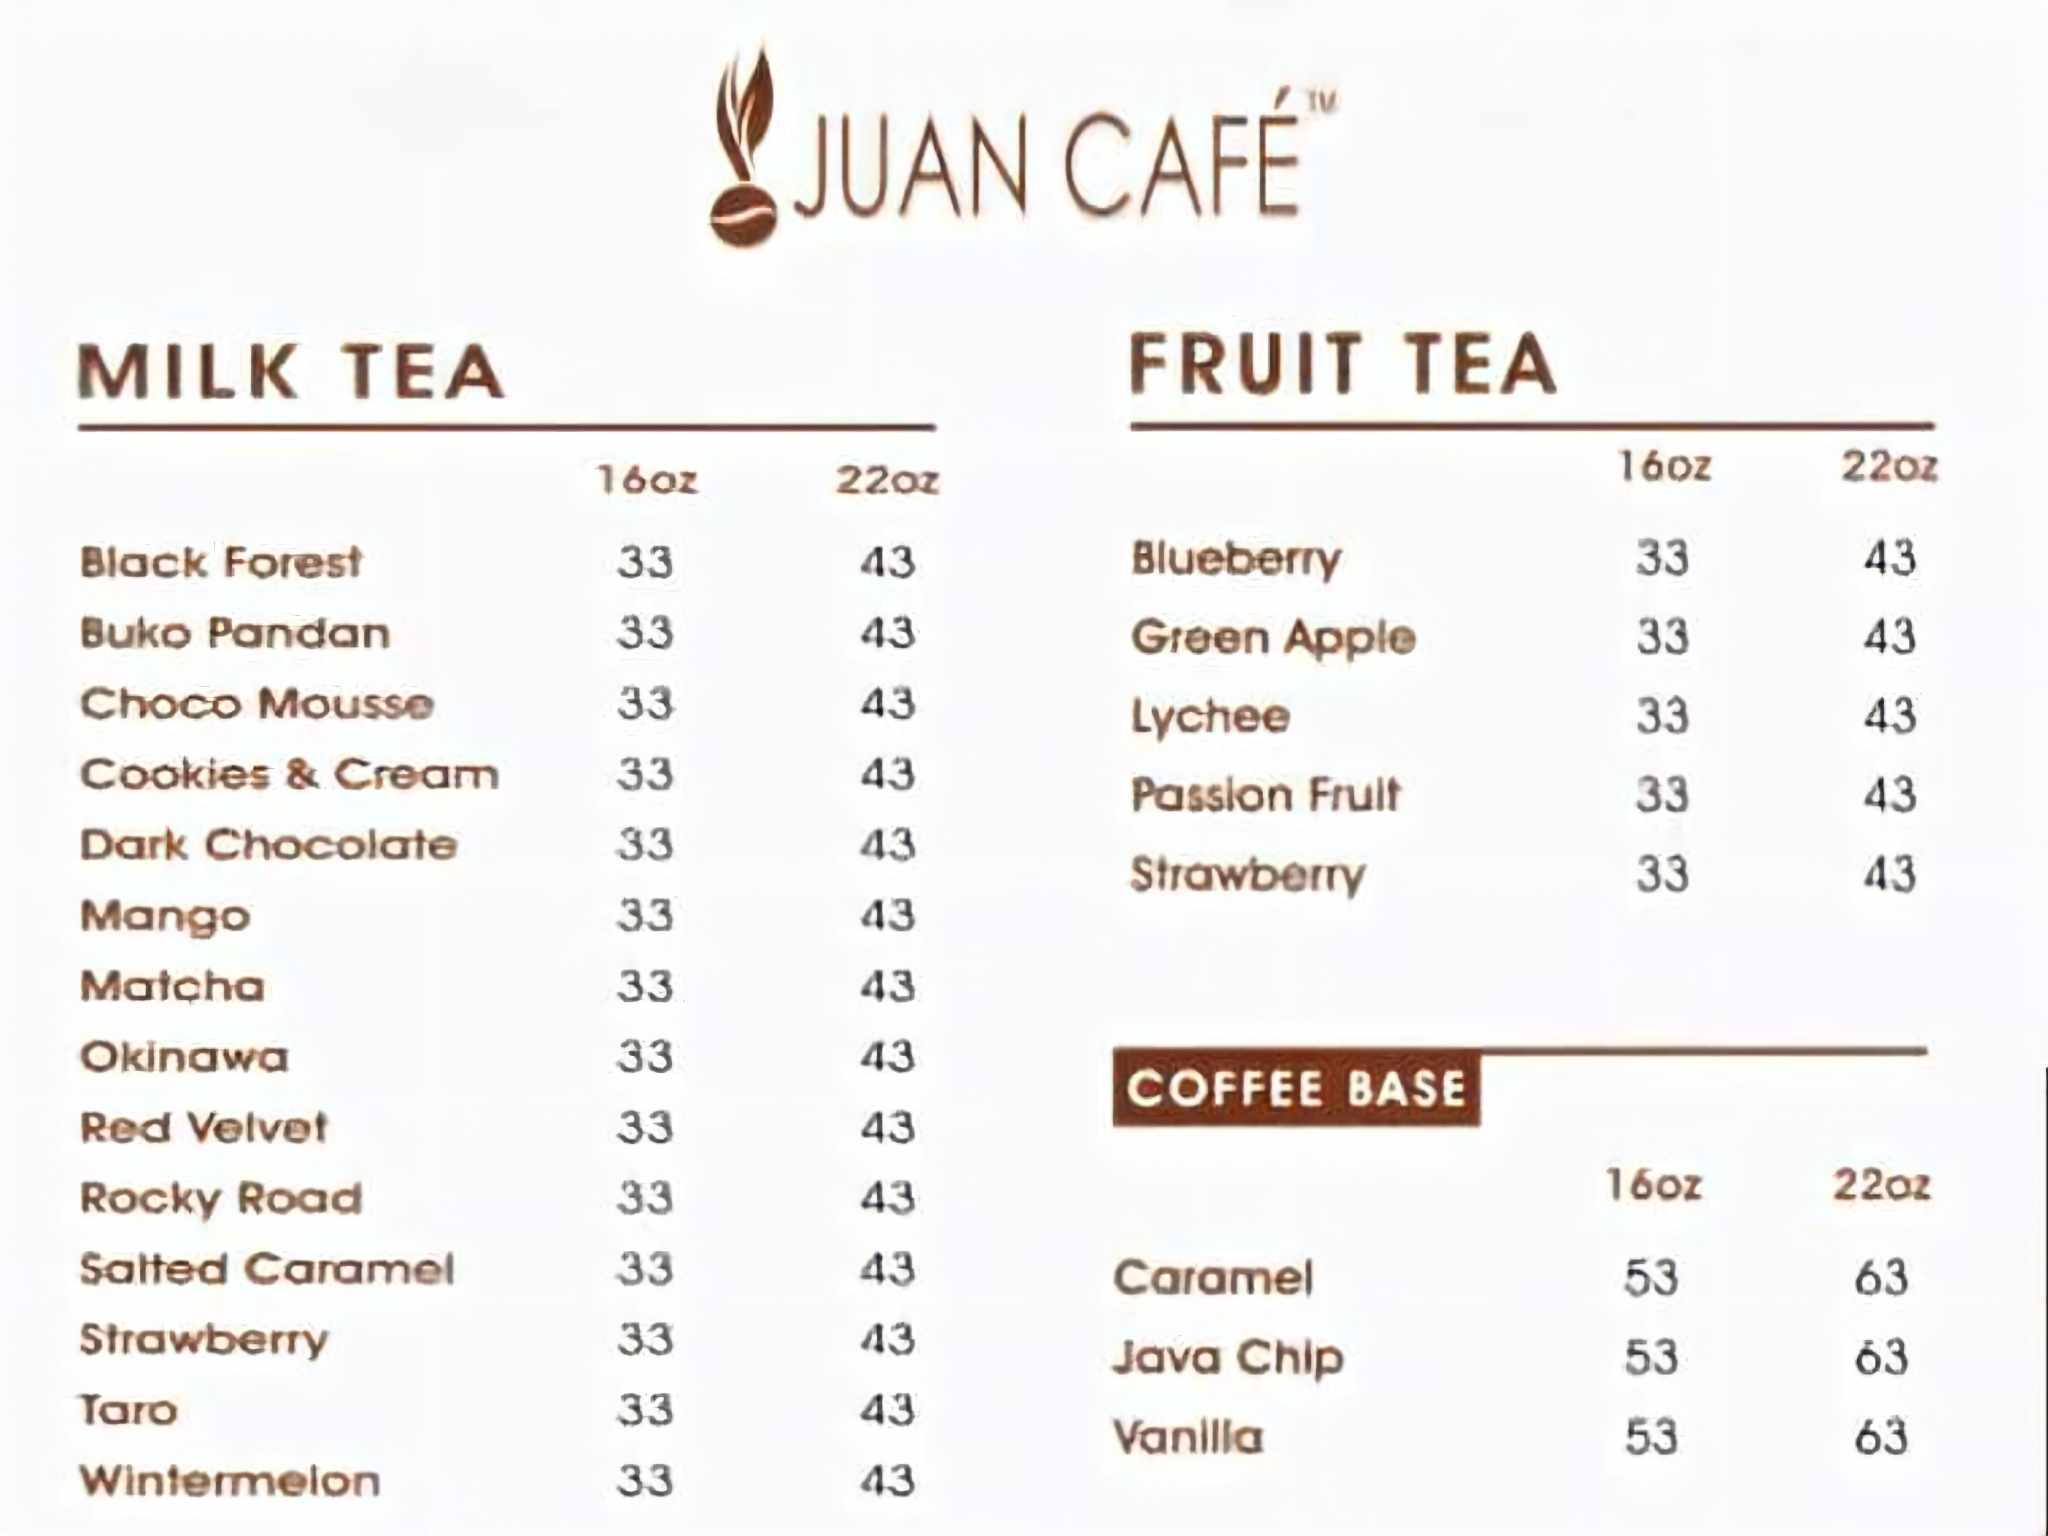 JUAN CAFÉ™
MILK TEA
16oz 22oz
Black Forest 33 43
Buko Pandan 33 43
Choco Mousse 33 43
Cookies & Cream 33 43
Dark Chocolate 33 43
Mango 33 43
Matcha 33 43
Okinawa 33 43
Red Velvet 33 43
Rocky Road 33 43
Salted Caramel 33 43
Strawberry 33 43
Taro 33 43
Wintermelon 33 43
FRUIT TEA
16oz 22oz
Blueberry 33 43
Green Apple 33 43
Lychee 33 43
Passion Fruit 33 43
Strawberry 33 43
COFFEE BASE
16oz 22oz
Caramel 53 63
Java Chip 53 63
Vanilla 53 63